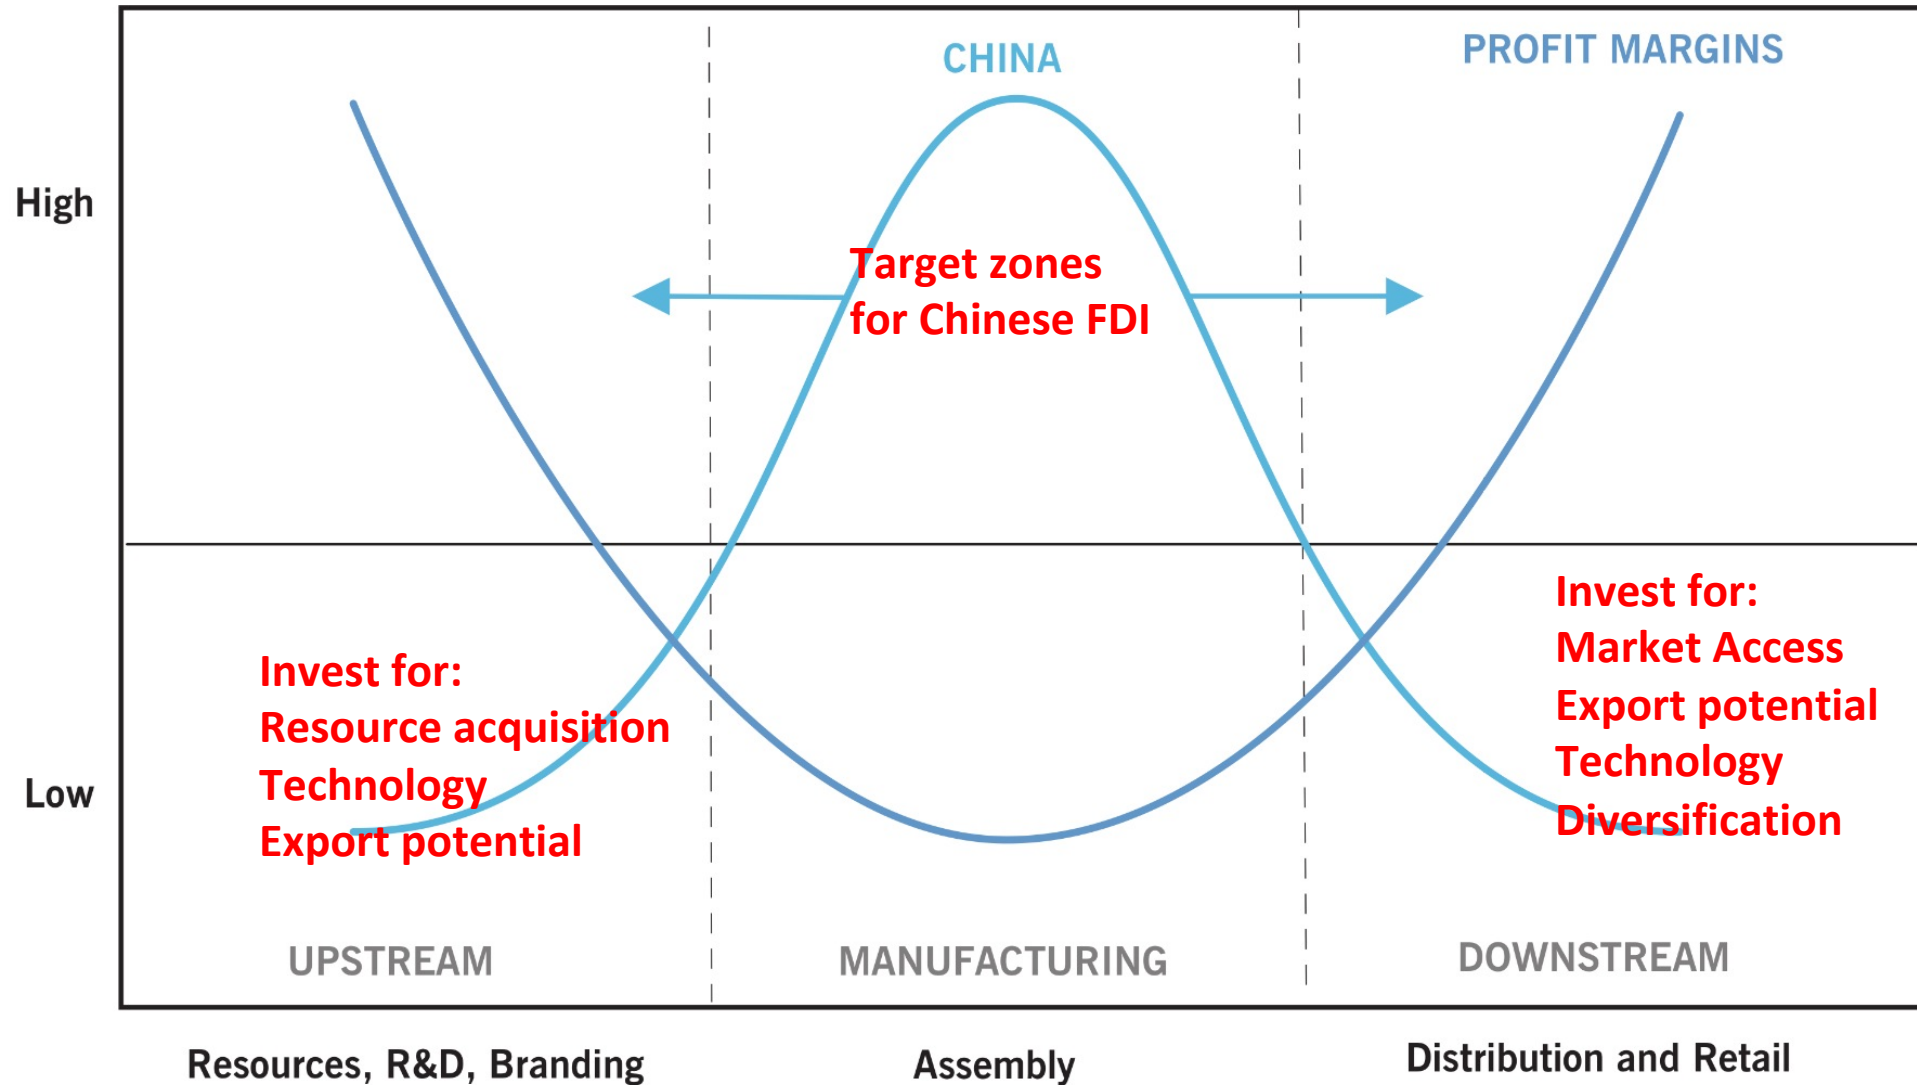 CHINA
PROFIT MARGINS
High
Target zones
for Chinese FDI
Low
Invest for:
Resource acquisition
Technology
Export potential
Invest for:
Market Access
Export potential
Technology
Diversification
UPSTREAM
MANUFACTURING
DOWNSTREAM
Resources, R&D, Branding
Assembly
Distribution and Retail